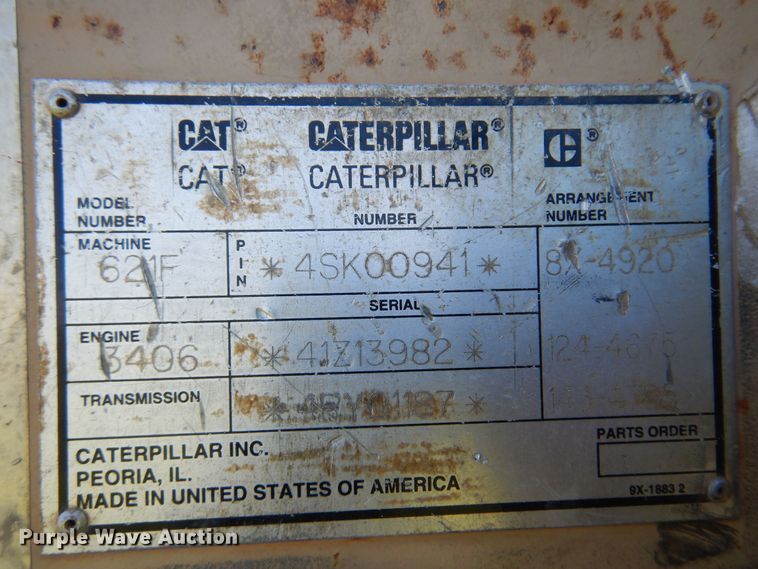 CAT® CATERPILLAR® C®
CAT® CATERPILLAR®
MODEL NUMBER NUMBER ARRANGEMENT NUMBER
MACHINE 621F PIN *4SK00941* 8X-4920
SERIAL
ENGINE 3406 *41Z13982*
TRANSMISSION
CATERPILLAR INC.
PEORIA, IL.
MADE IN UNITED STATES OF AMERICA
PARTS ORDER
9X-1883 2
Purple Wave Auction